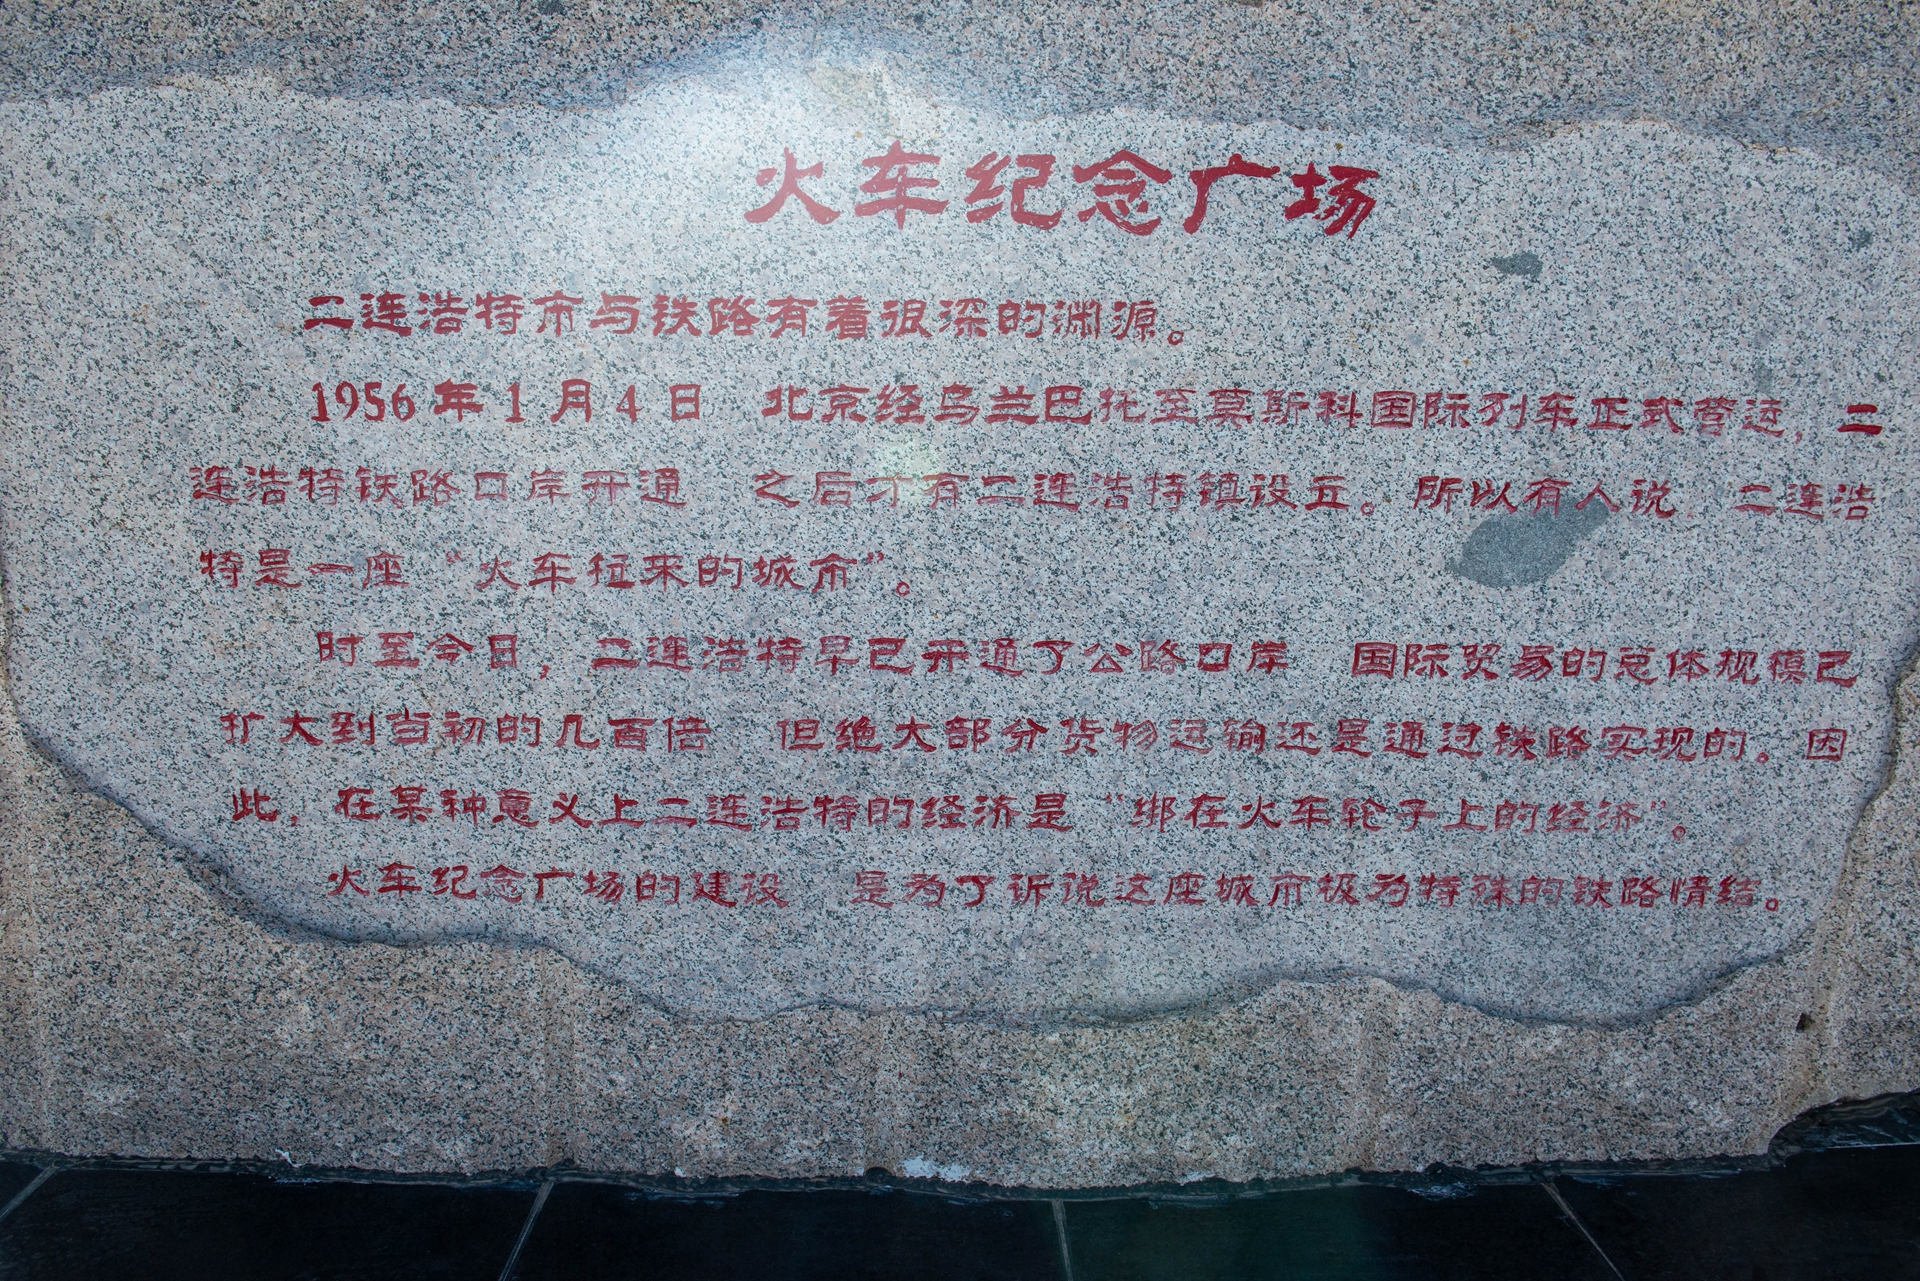 火车纪念广场
二连浩特市与铁路有着很深的渊源。
1956年1月4日 北京经乌兰巴托至莫斯科国际列车正式营运，二
连浩特铁路口岸开通 之后才有二连浩特镇设立。所以有人说 二连浩
特是一座“火车拉来的城市”。
时至今日，二连浩特早已开通了公路口岸 国际贸易的总体规模已
扩大到当初的几百倍 但绝大部分货物运输还是通过铁路实现的。因
此，在某种意义上二连浩特的经济是“绑在火车轮子上的经济”。
火车纪念广场的建设 是为了诉说这座城市极为特殊的铁路情结。